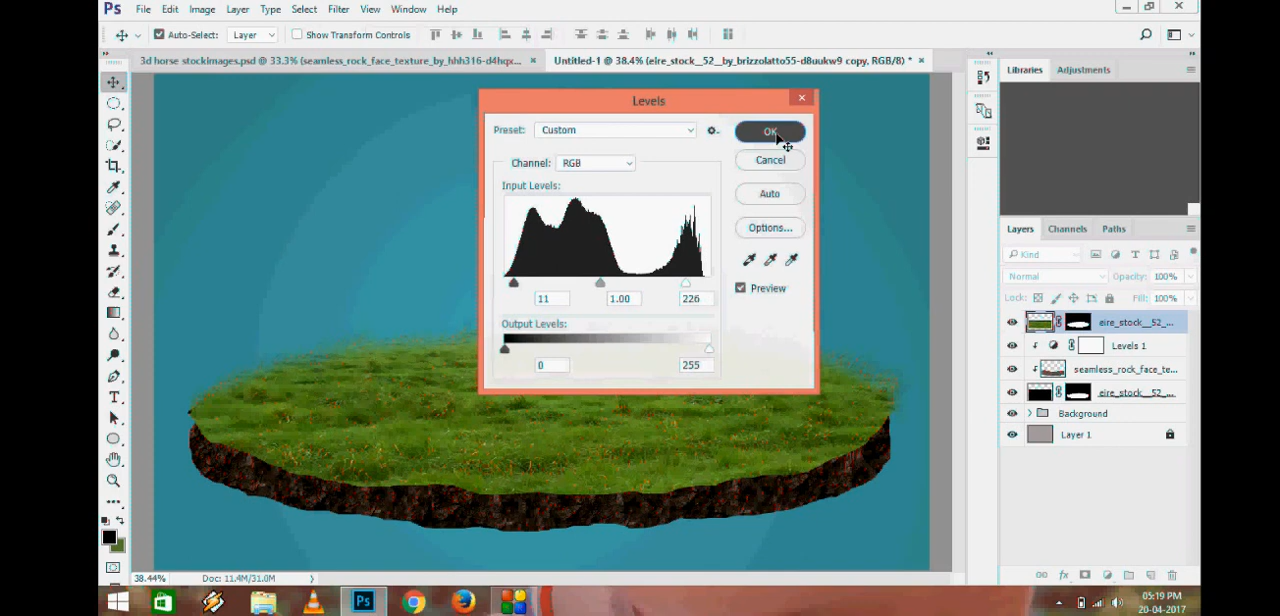 Ps File Edit Image Layer Type Select Filter View Window Help
Auto-Select: Layer Show Transform Controls
3d horse stockimages.psd @ 33.3% (seamless_rock_face_texture_by_hhh316-d4hqx... × Untitled-1 @ 38.4% (eire_stock__52__by_brizzolatto55-d8uukw9 copy, RGB/8) * ×
Libraries Adjustments
Levels
Preset: Custom
OK
Channel: RGB
Cancel
Input Levels:
Auto
Options...
Preview
11 1.00 226
Output Levels:
0 255
Layers Channels Paths
Kind
Normal Opacity: 100%
Lock: Fill: 100%
eire_stock__52_...
Levels 1
seamless_rock_face_te...
eire_stock__52_...
Background
Layer 1
38.44% Doc: 11.4M/31.0M
Ps
05:19 PM
20-04-2017